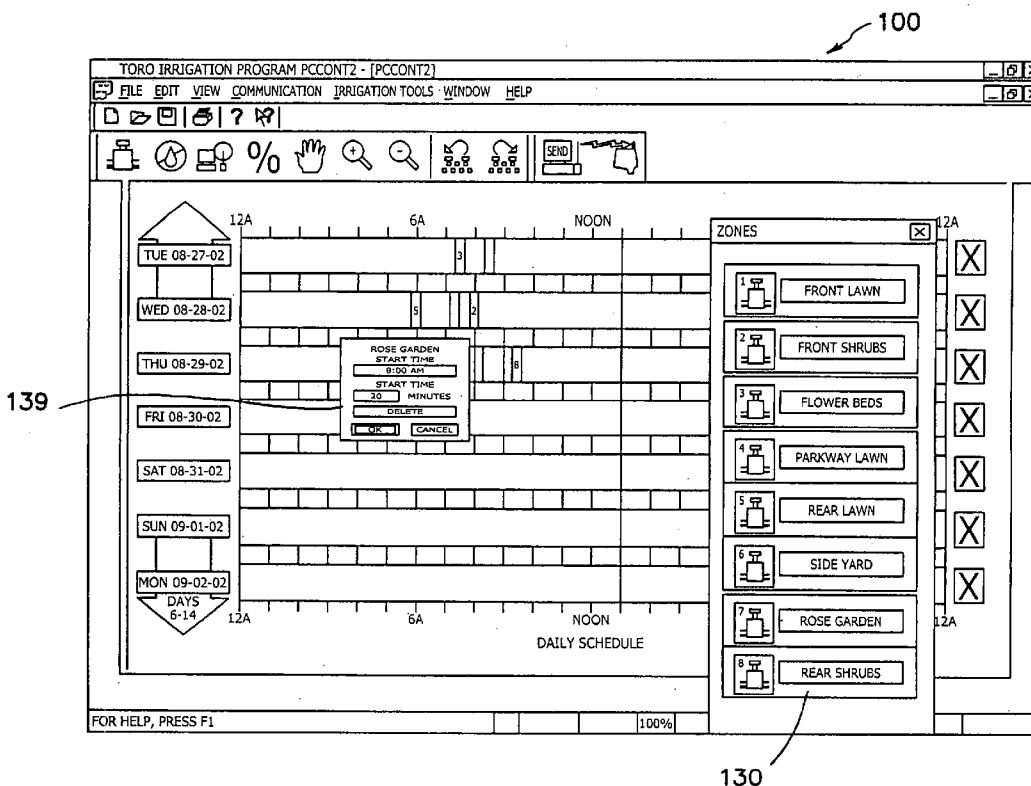 100
TORO IRRIGATION PROGRAM PCCONT2 - [PCCONT2]
FILE EDIT VIEW COMMUNICATION IRRIGATION TOOLS WINDOW HELP
?
% + - SEND
12A 6A NOON 12A
ZONES X
TUE 08-27-02 3 X
1 FRONT LAWN
WED 08-28-02 5 2 X
2 FRONT SHRUBS
THU 08-29-02 8 X
ROSE GARDEN
START TIME
8:00 AM
START TIME
20 MINUTES
DELETE
OK CANCEL
139
3 FLOWER BEDS
FRI 08-30-02 X
4 PARKWAY LAWN
SAT 08-31-02 X
5 REAR LAWN
SUN 09-01-02 X
6 SIDE YARD
MON 09-02-02 X
DAYS
6-14
12A 6A NOON 12A
7 ROSE GARDEN
DAILY SCHEDULE
8 REAR SHRUBS
FOR HELP, PRESS F1 100%
130